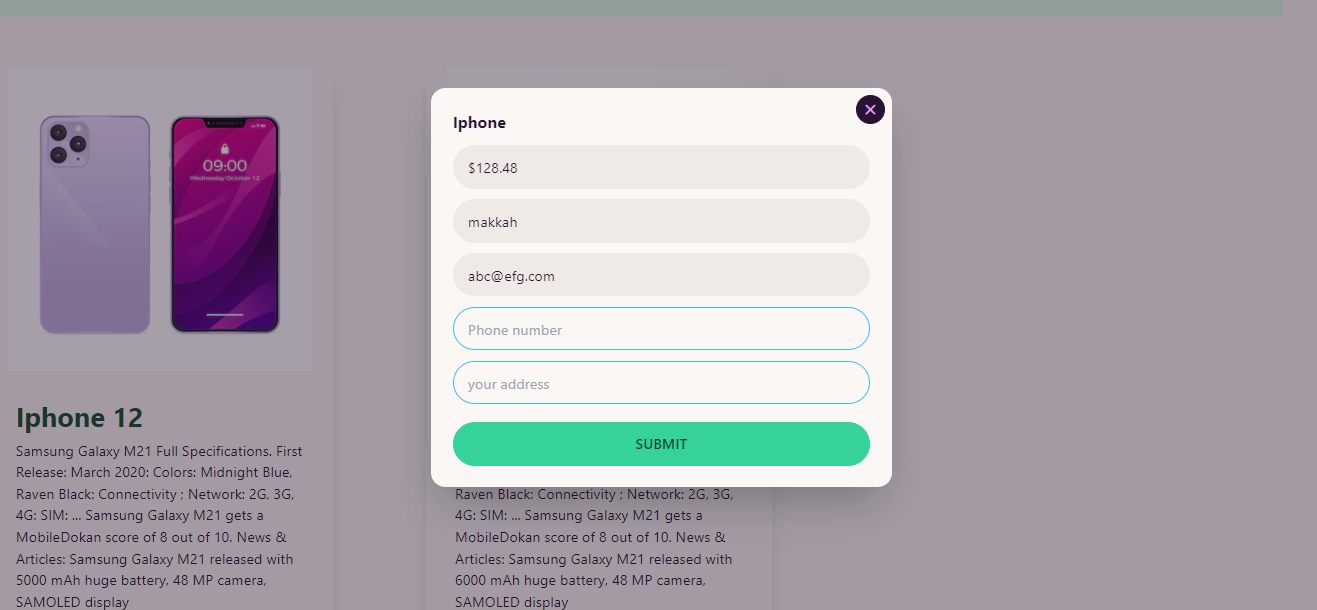 09:00
Wednesday October 12
Iphone 12
Samsung Galaxy M21 Full Specifications. First
Release: March 2020: Colors: Midnight Blue,
Raven Black: Connectivity ; Network: 2G, 3G,
4G: SIM: ... Samsung Galaxy M21 gets a
MobileDokan score of 8 out of 10. News &
Articles: Samsung Galaxy M21 released with
5000 mAh huge battery, 48 MP camera,
SAMOLED display
Iphone
✕
$128.48
makkah
abc@efg.com
Phone number
your address
SUBMIT
Raven Black: Connectivity ; Network: 2G, 3G,
4G: SIM: ... Samsung Galaxy M21 gets a
MobileDokan score of 8 out of 10. News &
Articles: Samsung Galaxy M21 released with
6000 mAh huge battery, 48 MP camera,
SAMOLED display